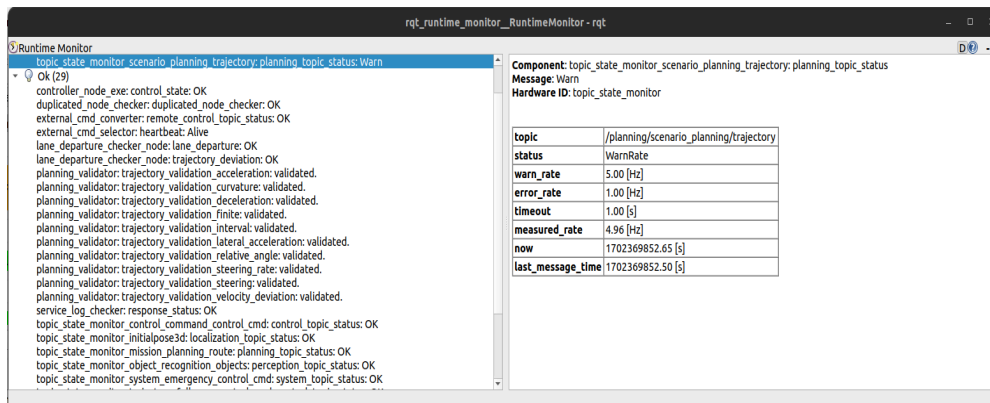 rqt_runtime_monitor__RuntimeMonitor - rqt
Runtime Monitor
D
topic_state_monitor_scenario_planning_trajectory: planning_topic_status: Warn
Ok (29)
controller_node_exe: control_state: OK
duplicated_node_checker: duplicated_node_checker: OK
external_cmd_converter: remote_control_topic_status: OK
external_cmd_selector: heartbeat: Alive
lane_departure_checker_node: lane_departure: OK
lane_departure_checker_node: trajectory_deviation: OK
planning_validator: trajectory_validation_acceleration: validated.
planning_validator: trajectory_validation_curvature: validated.
planning_validator: trajectory_validation_deceleration: validated.
planning_validator: trajectory_validation_finite: validated.
planning_validator: trajectory_validation_interval: validated.
planning_validator: trajectory_validation_lateral_acceleration: validated.
planning_validator: trajectory_validation_relative_angle: validated.
planning_validator: trajectory_validation_steering_rate: validated.
planning_validator: trajectory_validation_steering: validated.
planning_validator: trajectory_validation_velocity_deviation: validated.
service_log_checker: response_status: OK
topic_state_monitor_control_command_control_cmd: control_topic_status: OK
topic_state_monitor_initialpose3d: localization_topic_status: OK
topic_state_monitor_mission_planning_route: planning_topic_status: OK
topic_state_monitor_object_recognition_objects: perception_topic_status: OK
topic_state_monitor_system_emergency_control_cmd: system_topic_status: OK
Component: topic_state_monitor_scenario_planning_trajectory: planning_topic_status
Message: Warn
Hardware ID: topic_state_monitor
topic /planning/scenario_planning/trajectory
status WarnRate
warn_rate 5.00 [Hz]
error_rate 1.00 [Hz]
timeout 1.00 [s]
measured_rate 4.96 [Hz]
now 1702369852.65 [s]
last_message_time 1702369852.50 [s]